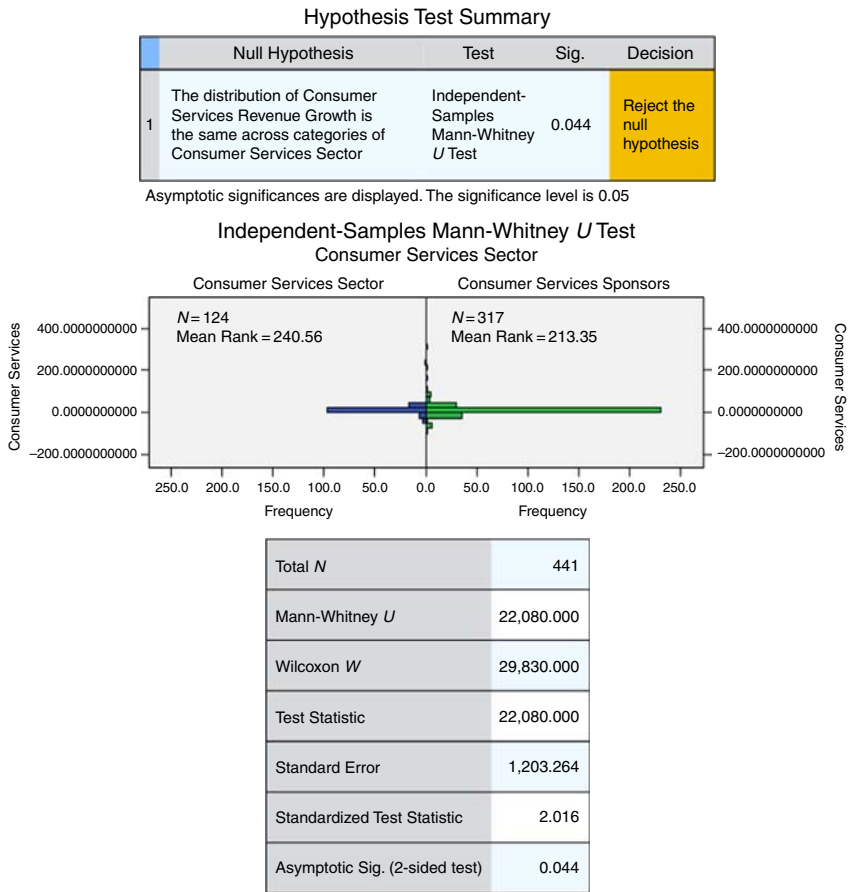 Hypothesis Test Summary
Null Hypothesis Test Sig. Decision
1
The distribution of Consumer
Services Revenue Growth is
the same across categories of
Consumer Services Sector
Independent-
Samples
Mann-Whitney
U Test
0.044
Reject the
null
hypothesis
Asymptotic significances are displayed. The significance level is 0.05
Independent-Samples Mann-Whitney U Test
Consumer Services Sector
Consumer Services Sector Consumer Services Sponsors
N = 124
Mean Rank = 240.56
N = 317
Mean Rank = 213.35
Consumer Services
400.0000000000
200.0000000000
0.0000000000
–200.0000000000
400.0000000000
200.0000000000
0.0000000000
–200.0000000000
Consumer Services
250.0 200.0 150.0 100.0 50.0 0.0 50.0 100.0 150.0 200.0 250.0
Frequency Frequency
Total N 441
Mann-Whitney U 22,080.000
Wilcoxon W 29,830.000
Test Statistic 22,080.000
Standard Error 1,203.264
Standardized Test Statistic 2.016
Asymptotic Sig. (2-sided test) 0.044